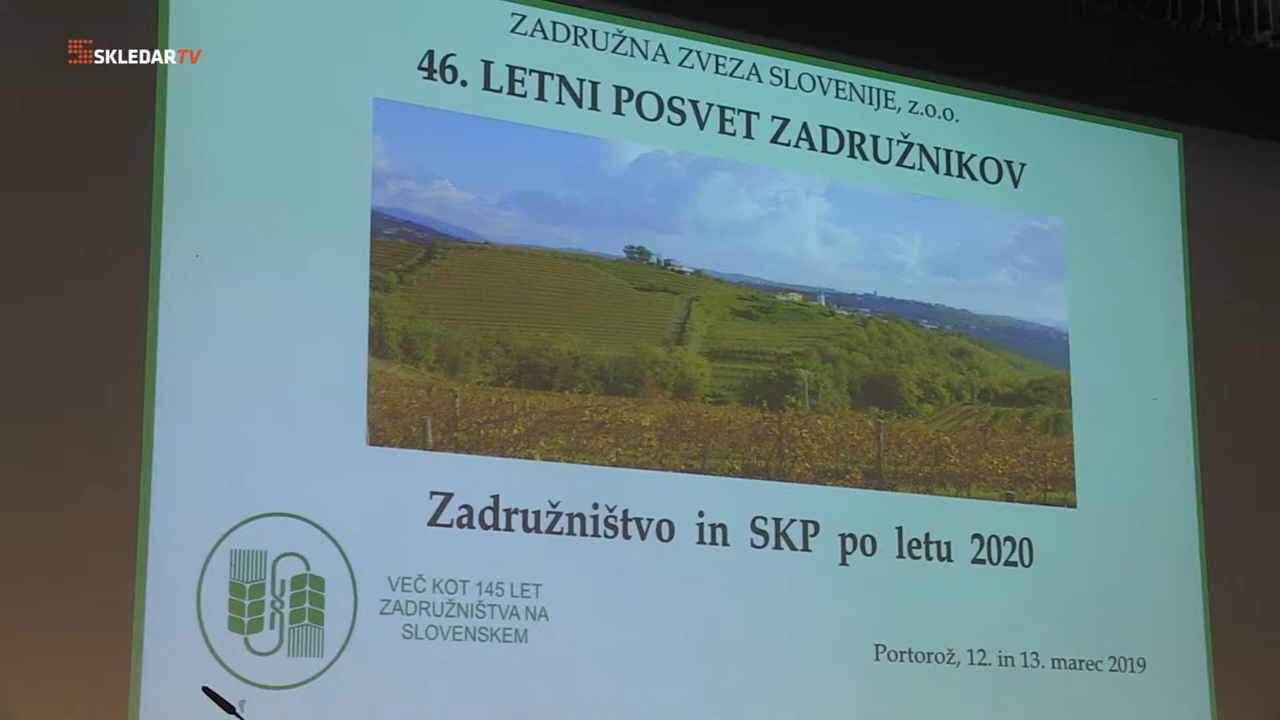 SKLEDARTV
ZADRUŽNA ZVEZA SLOVENIJE, z.o.o.
46. LETNI POSVET ZADRUŽNIKOV
Zadružništvo in SKP po letu 2020
VEČ KOT 145 LET
ZADRUŽNIŠTVA NA
SLOVENSKEM
Portorož, 12. in 13. marec 2019